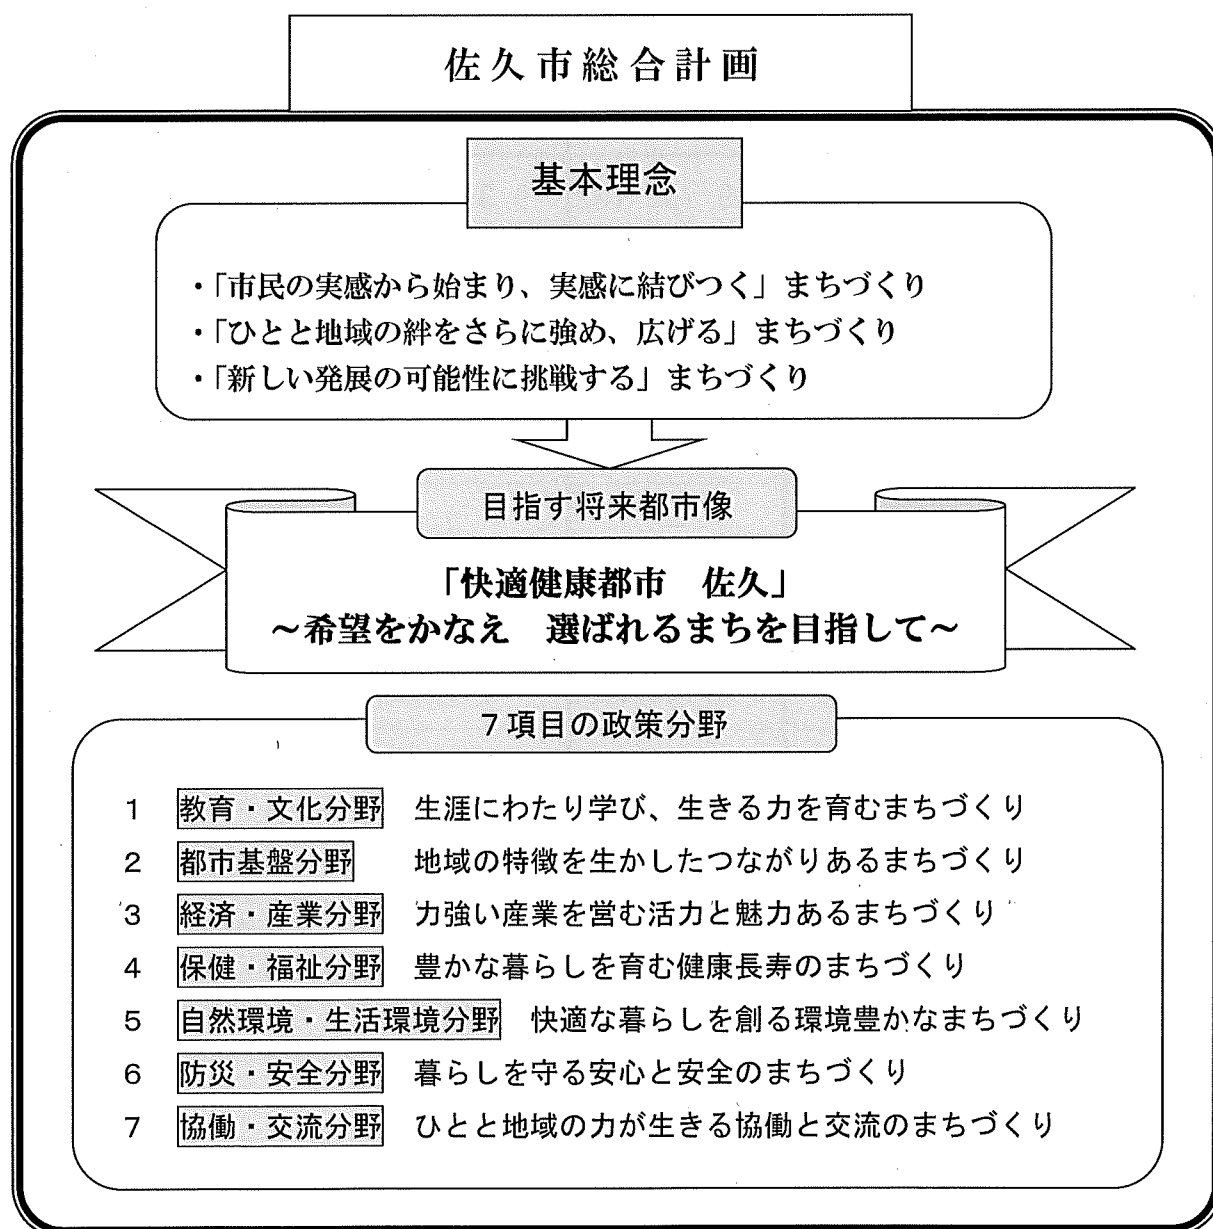 佐久市総合計画
基本理念
・「市民の実感から始まり、実感に結びつく」まちづくり
・「ひとと地域の絆をさらに強め、広げる」まちづくり
・「新しい発展の可能性に挑戦する」まちづくり
目指す将来都市像
「快適健康都市　佐久」
～希望をかなえ　選ばれるまちを目指して～
７項目の政策分野
1　教育・文化分野　生涯にわたり学び、生きる力を育むまちづくり
2　都市基盤分野　地域の特徴を生かしたつながりあるまちづくり
3　経済・産業分野　力強い産業を営む活力と魅力あるまちづくり
4　保健・福祉分野　豊かな暮らしを育む健康長寿のまちづくり
5　自然環境・生活環境分野　快適な暮らしを創る環境豊かなまちづくり
6　防災・安全分野　暮らしを守る安心と安全のまちづくり
7　協働・交流分野　ひとと地域の力が生きる協働と交流のまちづくり